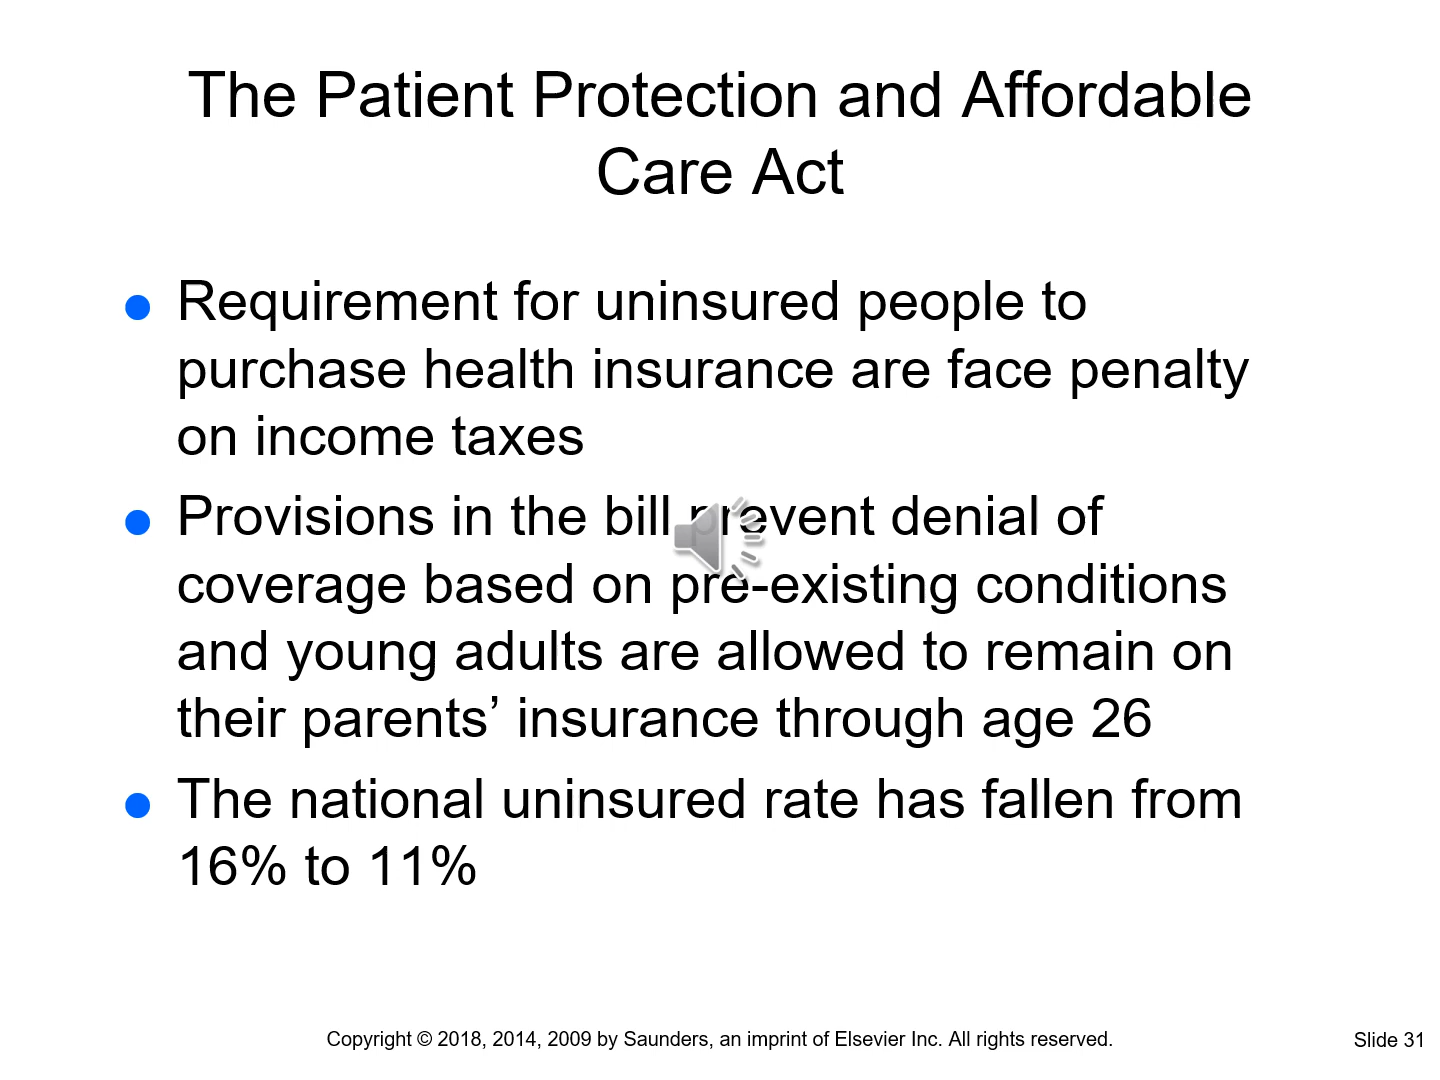 The Patient Protection and Affordable
Care Act
● Requirement for uninsured people to
purchase health insurance are face penalty
on income taxes
● Provisions in the bill prevent denial of
coverage based on pre-existing conditions
and young adults are allowed to remain on
their parents’ insurance through age 26
● The national uninsured rate has fallen from
16% to 11%
Copyright © 2018, 2014, 2009 by Saunders, an imprint of Elsevier Inc. All rights reserved.
Slide 31